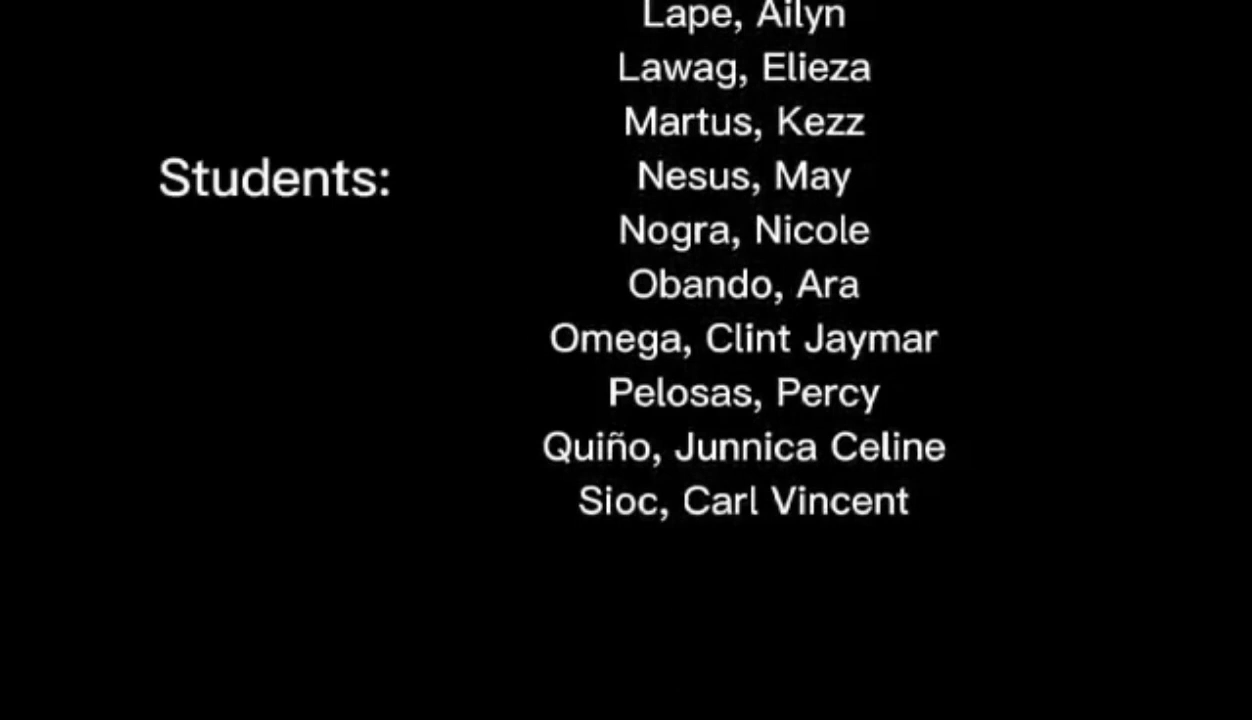 Lape, Ailyn
Lawag, Elieza
Martus, Kezz
Students:
Nesus, May
Nogra, Nicole
Obando, Ara
Omega, Clint Jaymar
Pelosas, Percy
Quiño, Junnica Celine
Sioc, Carl Vincent